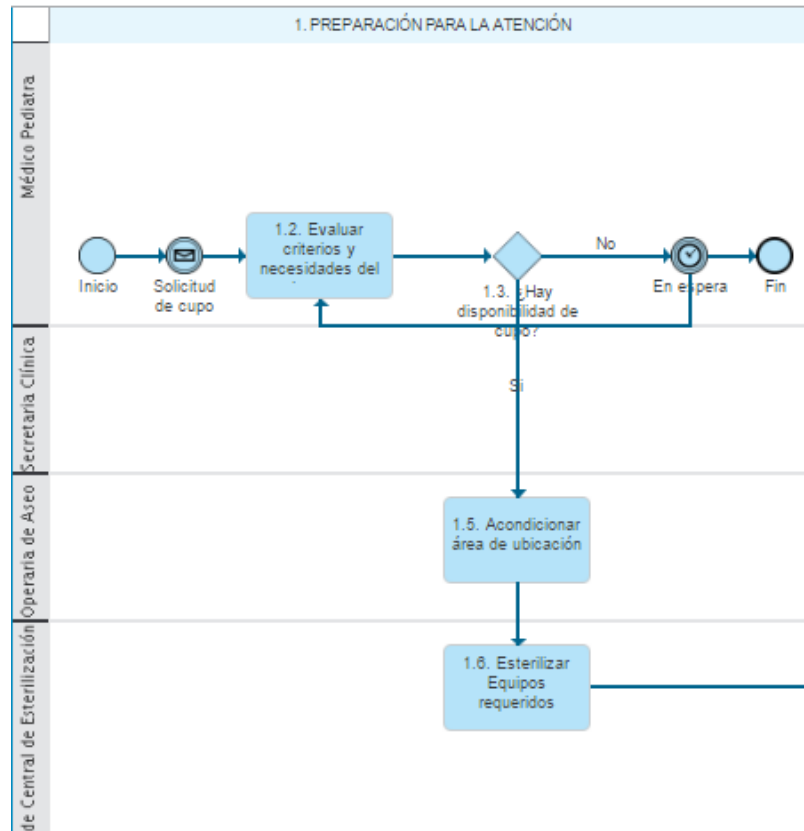 1. PREPARACIÓN PARA LA ATENCIÓN
Médico Pediatra
1.2. Evaluar
criterios y
necesidades del
Inicio
Solicitud
de cupo
No
1.3. ¿Hay
disponibilidad de
cupo?
En espera
Fin
Secretaria Clínica
Si
Operaria de Aseo
1.5. Acondicionar
área de ubicación
de Central de Esterilización
1.6. Esterilizar
Equipos
requeridos